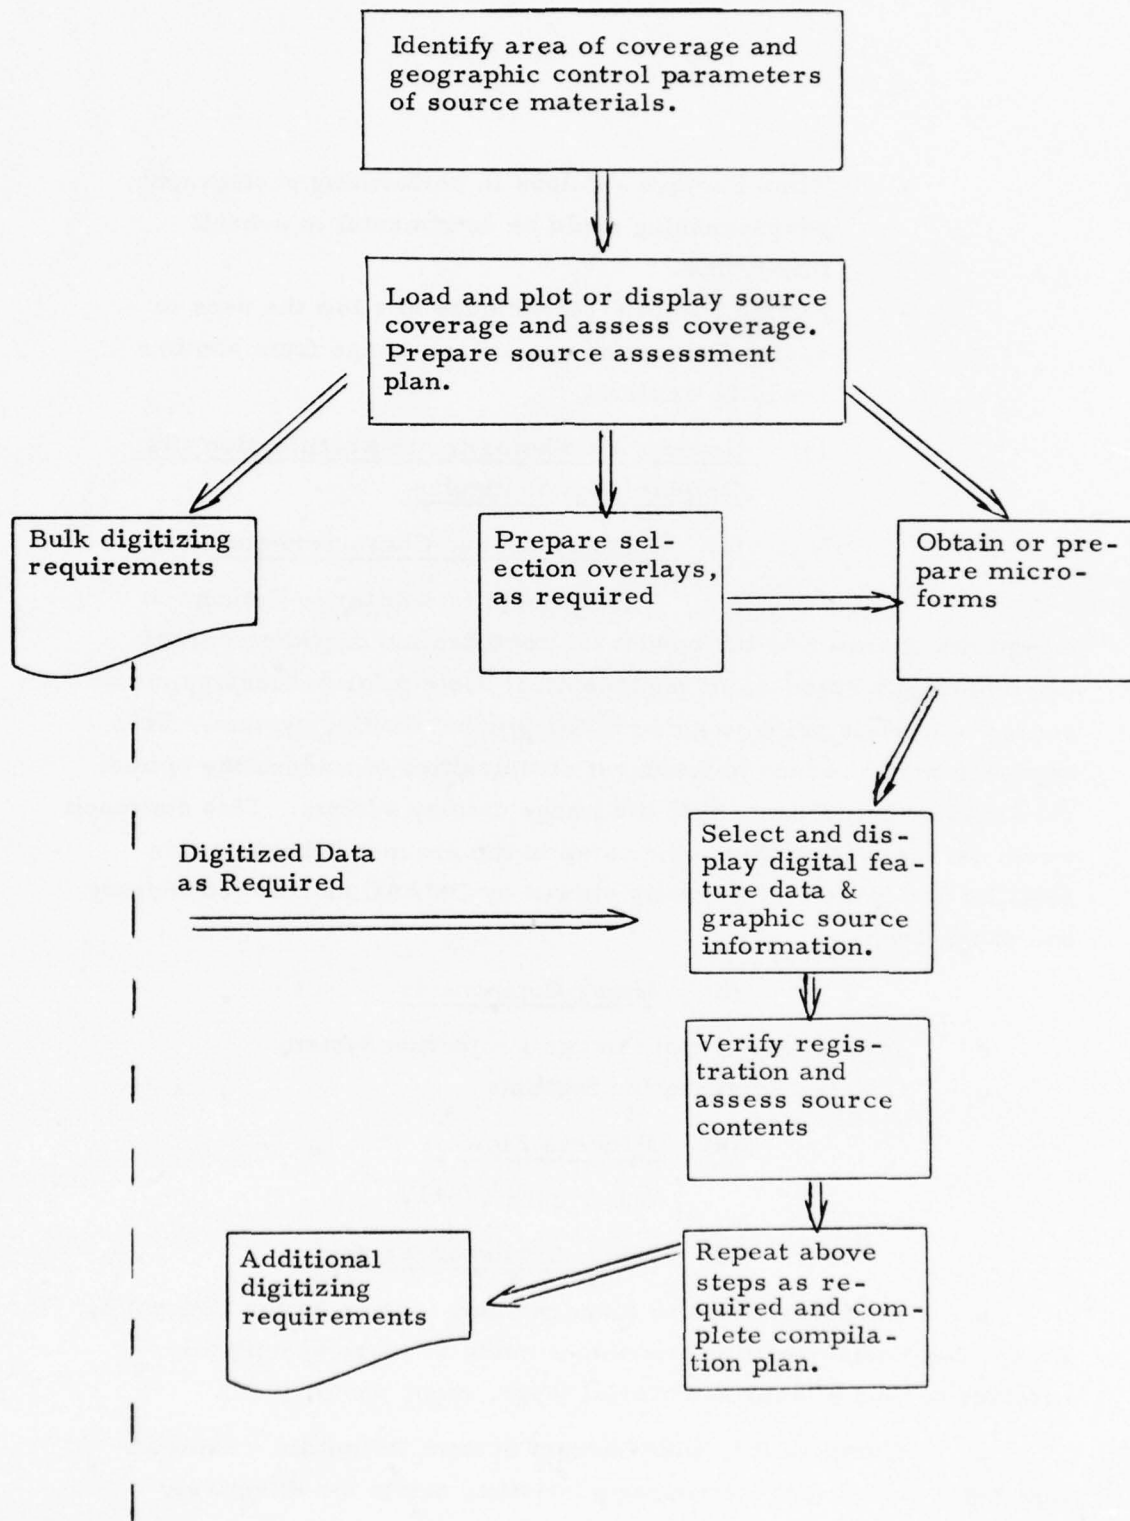 Identify area of coverage and
geographic control parameters
of source materials.
Load and plot or display source
coverage and assess coverage.
Prepare source assessment
plan.
Bulk digitizing
requirements
Prepare sel-
ection overlays,
as required
Obtain or pre-
pare micro-
forms
Digitized Data
as Required
Select and dis-
play digital fea-
ture data &
graphic source
information.
Verify regis-
tration and
assess source
contents
Additional
digitizing
requirements
Repeat above
steps as re-
quired and com-
plete compila-
tion plan.